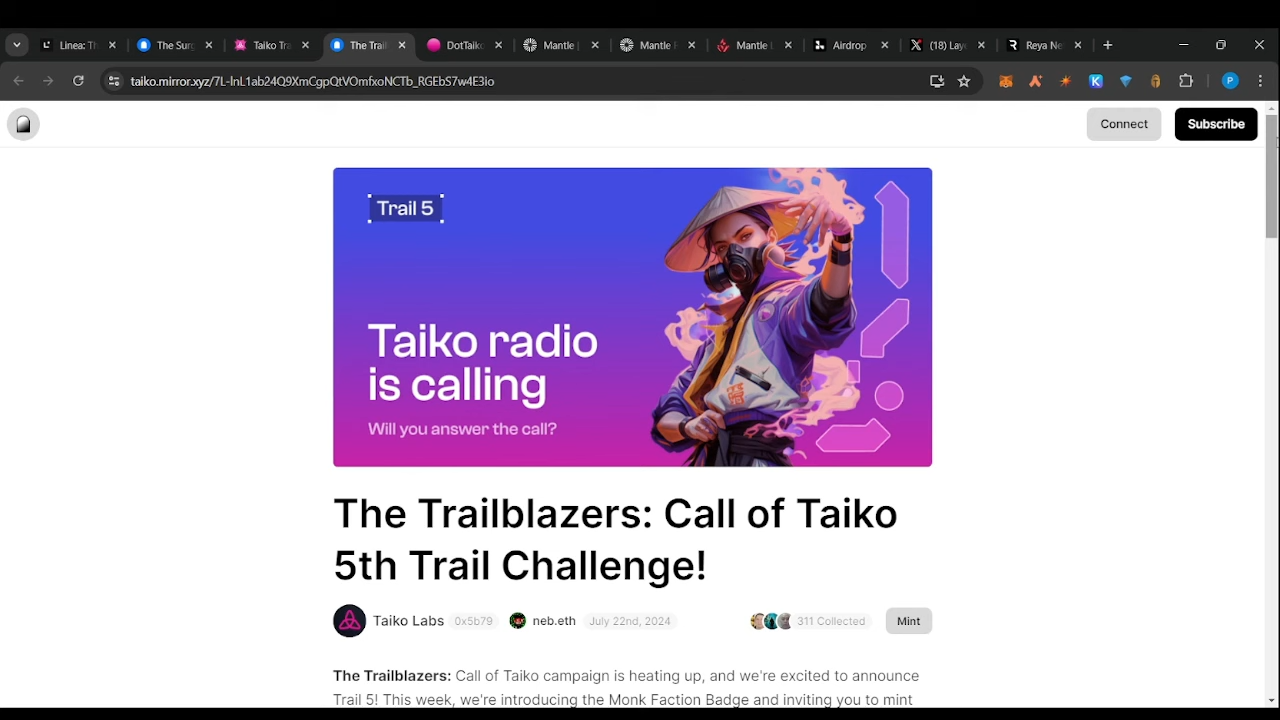 Linea: Th
The Surg
Taiko Tra
The Trail
DotTaiko
Mantle |
Mantle F
Mantle L
Airdrop
(18) Laye
Reya Ne
taiko.mirror.xyz/7L-lnL1ab24Q9XmCgpQtVOmfxoNCTb_RGEbS7w4E3io
K
P
Connect
Subscribe
Trail 5
Taiko radio
is calling
Will you answer the call?
The Trailblazers: Call of Taiko
5th Trail Challenge!
Taiko Labs 0x5b79 neb.eth July 22nd, 2024 311 Collected Mint
The Trailblazers: Call of Taiko campaign is heating up, and we're excited to announce
Trail 5! This week, we're introducing the Monk Faction Badge and inviting you to mint